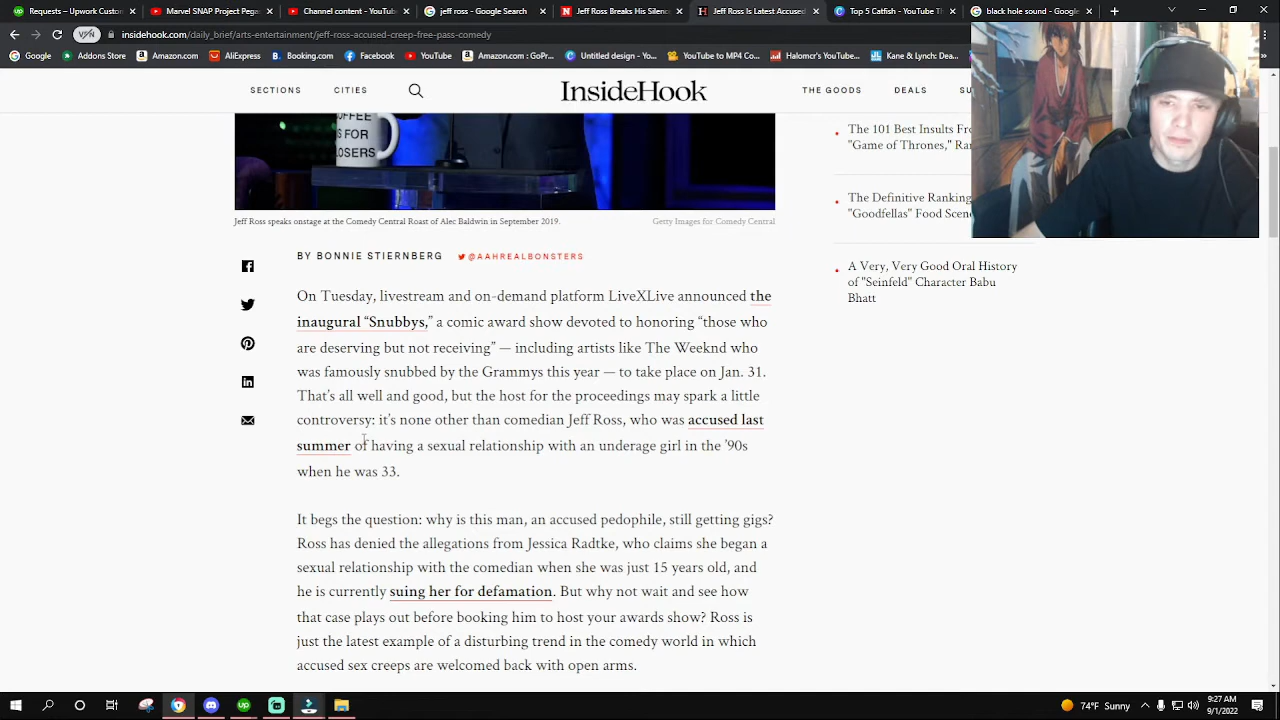 Requests - Upwork Custom
Marvel SNAP Project Manage
Channel content - YouTube
jeff ross - Google Search
Jeff Ross Breaks His Silen
Jeff Ross Is Latest Accused
Top 5 Catfish - YouTube Th
black hole sound - Google
VPN
insidehook.com/daily_brief/arts-entertainment/jeff-ross-accused-creep-free-pass-comedy
Google
Addons Store
Amazon.com
AliExpress
Booking.com
Facebook
YouTube
Amazon.com : GoPr...
Untitled design - Yo...
YouTube to MP4 Co...
Halomcr's YouTube...
Kane & Lynch: Dea...
SECTIONS
CITIES
InsideHook
THE GOODS
DEALS
COFFEE
IS FOR
LOSERS
Jeff Ross speaks onstage at the Comedy Central Roast of Alec Baldwin in September 2019.
Getty Images for Comedy Central
BY BONNIE STIERNBERG
@AAHREALBONSTERS
On Tuesday, livestream and on-demand platform LiveXLive announced the
inaugural “Snubbys,” a comic award show devoted to honoring “those who
are deserving but not receiving” — including artists like The Weeknd who
was famously snubbed by the Grammys this year — to take place on Jan. 31.
That’s all well and good, but the host for the proceedings may spark a little
controversy: it’s none other than comedian Jeff Ross, who was accused last
summer of having a sexual relationship with an underage girl in the ’90s
when he was 33.
It begs the question: why is this man, an accused pedophile, still getting gigs?
Ross has denied the allegations from Jessica Radtke, who claims she began a
sexual relationship with the comedian when she was just 15 years old, and
he is currently suing her for defamation. But why not wait and see how
that case plays out before booking him to host your awards show? Ross is
just the latest example of a disturbing trend in the comedy world in which
accused sex creeps are welcomed back with open arms.
The 101 Best Insults Fr
"Game of Thrones," Ra
The Definitive Ranking
"Goodfellas" Food Scen
A Very, Very Good Oral History
of "Seinfeld" Character Babu
Bhatt
74°F Sunny
9:27 AM
9/1/2022